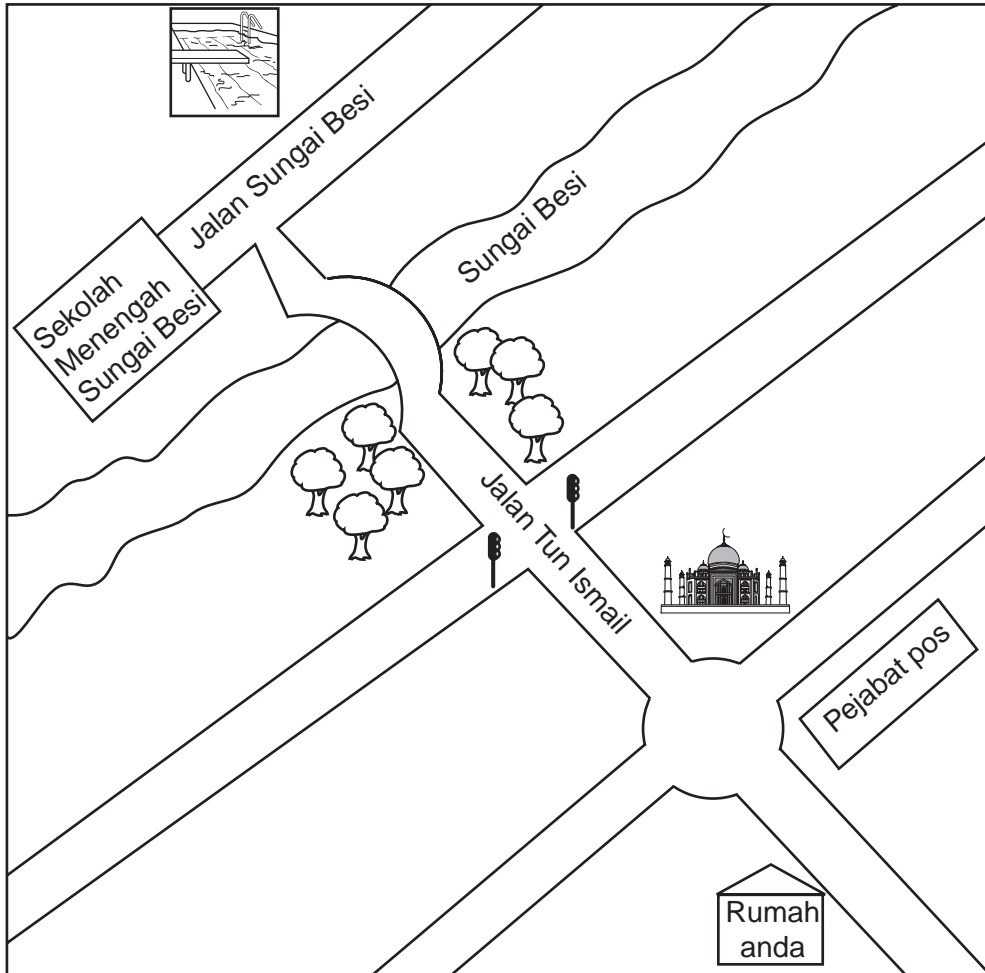 Jalan Sungai Besi
Sungai Besi
Sekolah
Menengah
Sungai Besi
Jalan Tun Ismail
Pejabat pos
Rumah
anda